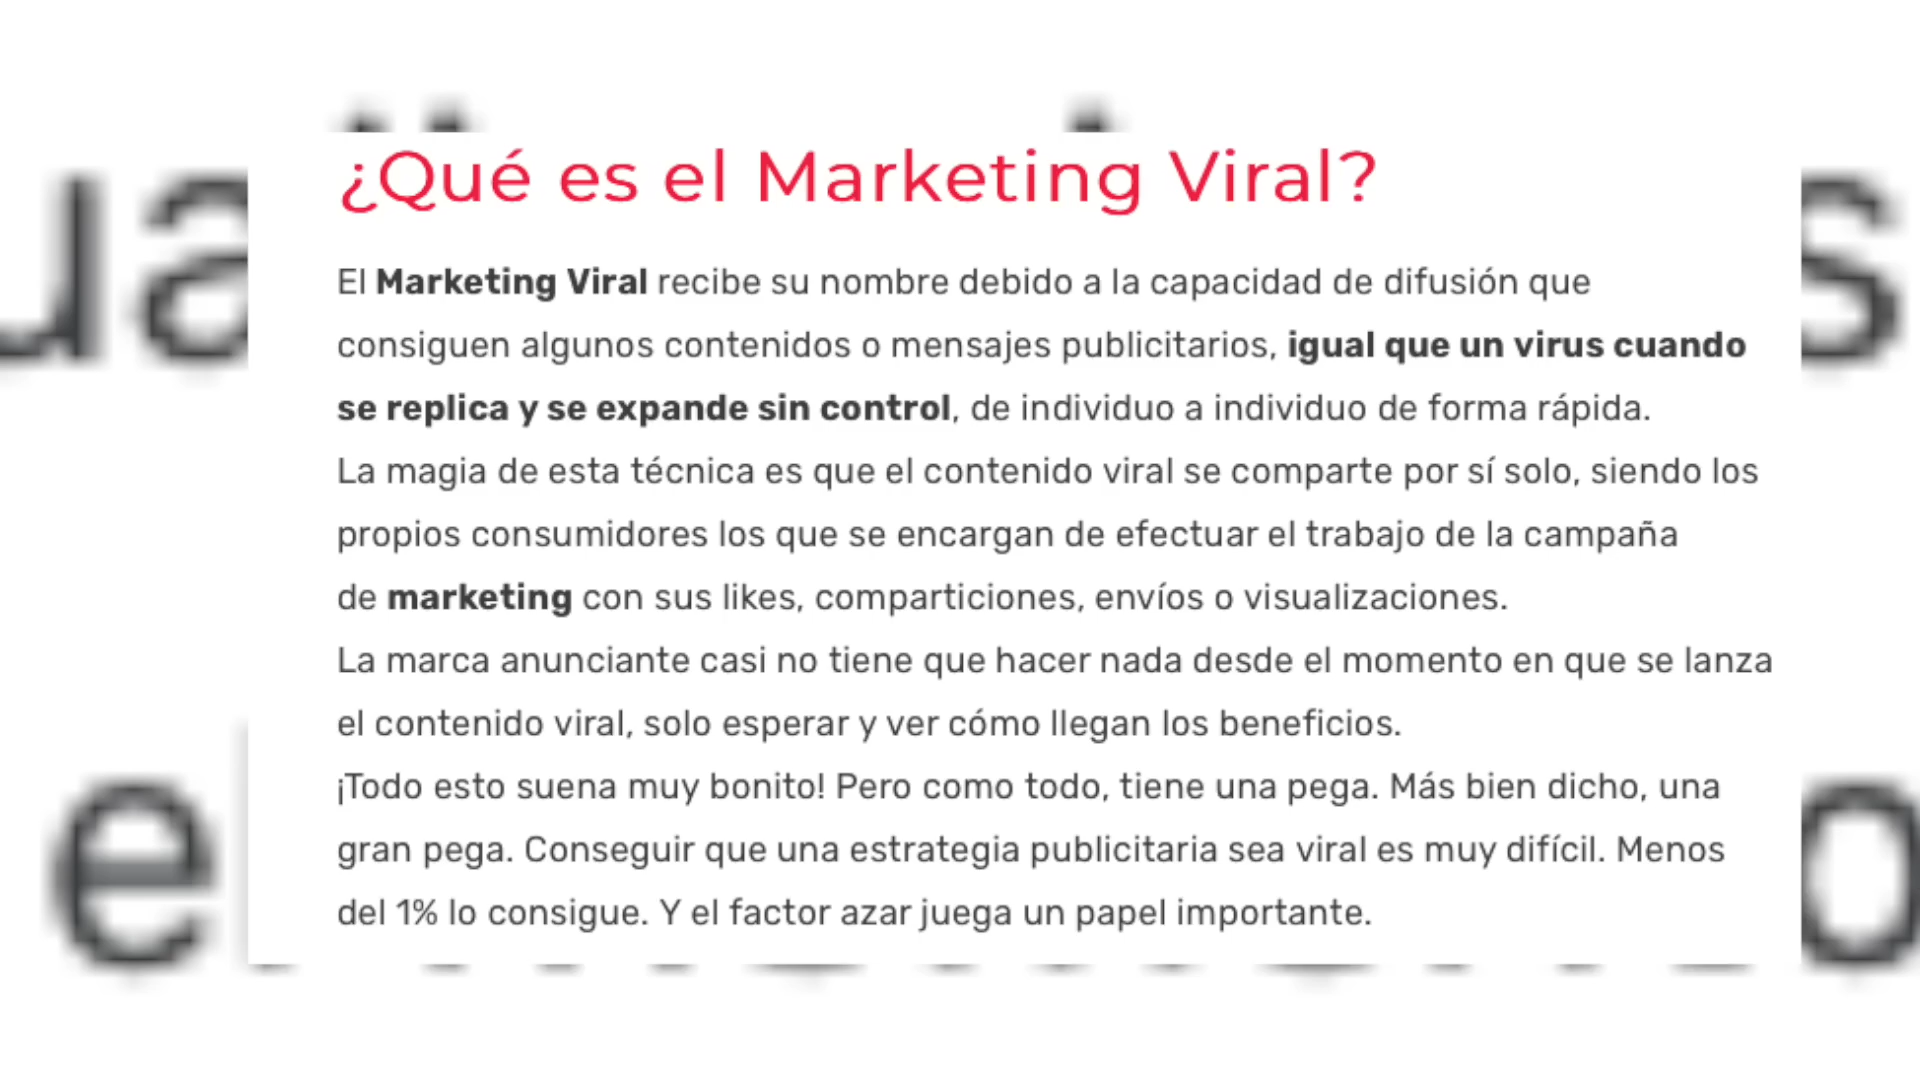 ¿Qué es el Marketing Viral?
El Marketing Viral recibe su nombre debido a la capacidad de difusión que
consiguen algunos contenidos o mensajes publicitarios, igual que un virus cuando
se replica y se expande sin control, de individuo a individuo de forma rápida.
La magia de esta técnica es que el contenido viral se comparte por sí solo, siendo los
propios consumidores los que se encargan de efectuar el trabajo de la campaña
de marketing con sus likes, comparticiones, envíos o visualizaciones.
La marca anunciante casi no tiene que hacer nada desde el momento en que se lanza
el contenido viral, solo esperar y ver cómo llegan los beneficios.
¡Todo esto suena muy bonito! Pero como todo, tiene una pega. Más bien dicho, una
gran pega. Conseguir que una estrategia publicitaria sea viral es muy difícil. Menos
del 1% lo consigue. Y el factor azar juega un papel importante.